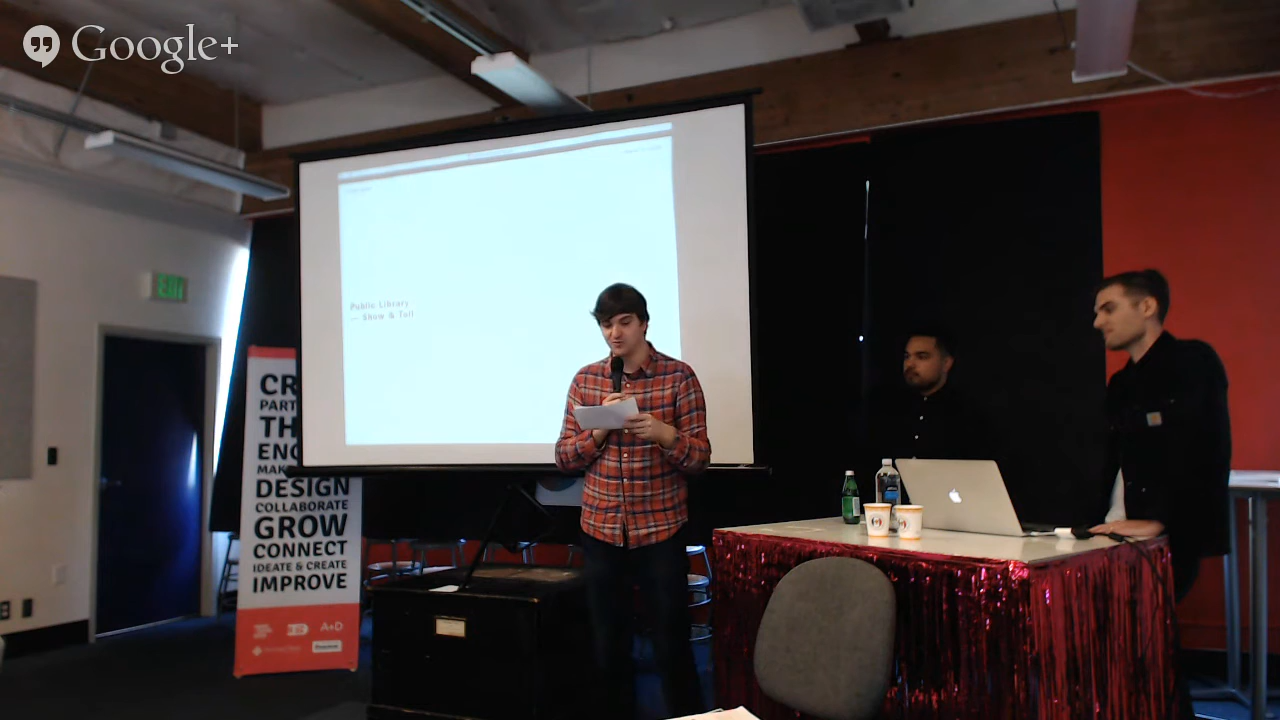 Google+
EXIT
Public Library
— Show & Tell
CR
PART
TH
ENG
MAK
DESIGN
COLLABORATE
GROW
CONNECT
IDEATE & CREATE
IMPROVE
A+D